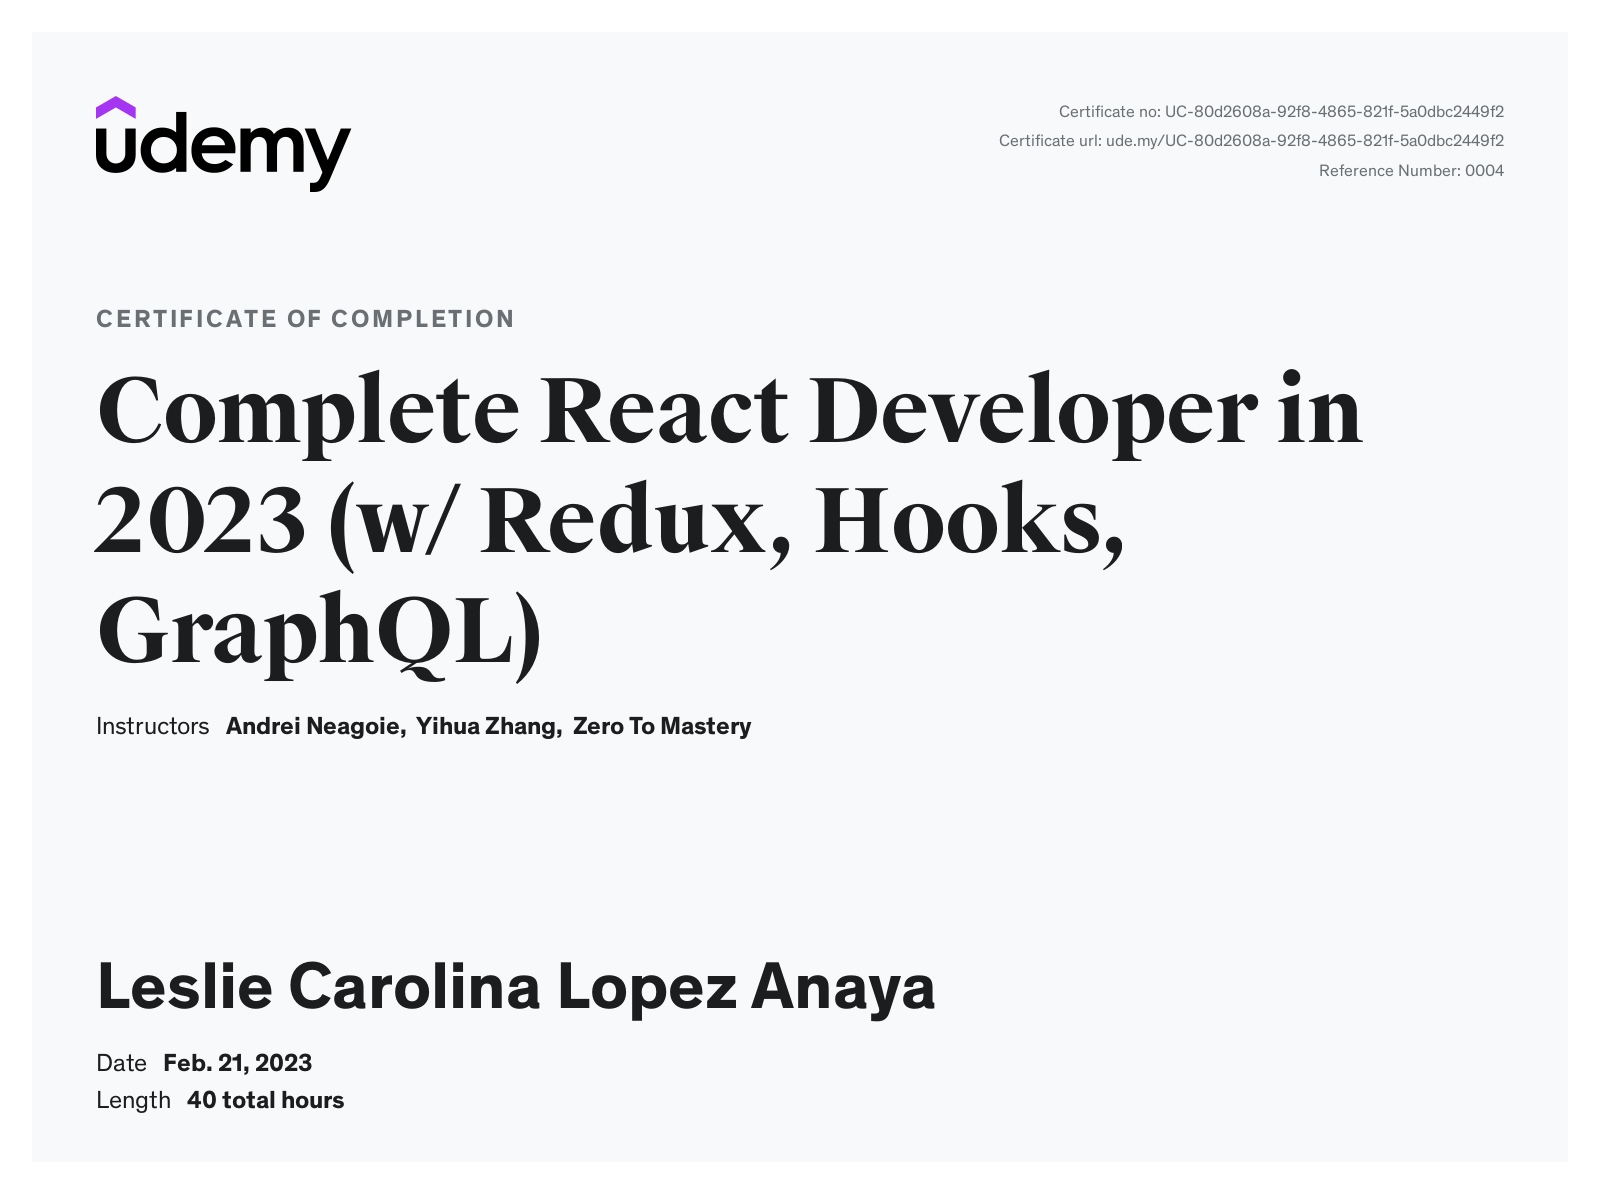 udemy
Certificate no: UC-80d2608a-92f8-4865-821f-5a0dbc2449f2
Certificate url: ude.my/UC-80d2608a-92f8-4865-821f-5a0dbc2449f2
Reference Number: 0004
CERTIFICATE OF COMPLETION
Complete React Developer in
2023 (w/ Redux, Hooks,
GraphQL)
Instructors Andrei Neagoie, Yihua Zhang, Zero To Mastery
Leslie Carolina Lopez Anaya
Date Feb. 21, 2023
Length 40 total hours